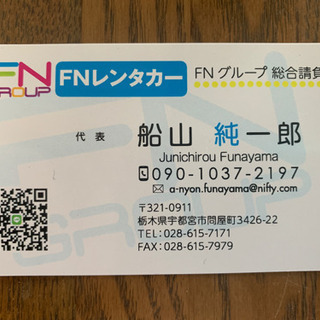 FN
GROUP
FNレンタカー
FN グループ 総合請負
代表 船山 純一郎
Junichirou Funayama
090-1037-2197
a-nyon.funayama@nifty.com
〒321-0911
栃木県宇都宮市問屋町3426-22
TEL：028-615-7171
FAX：028-615-7979